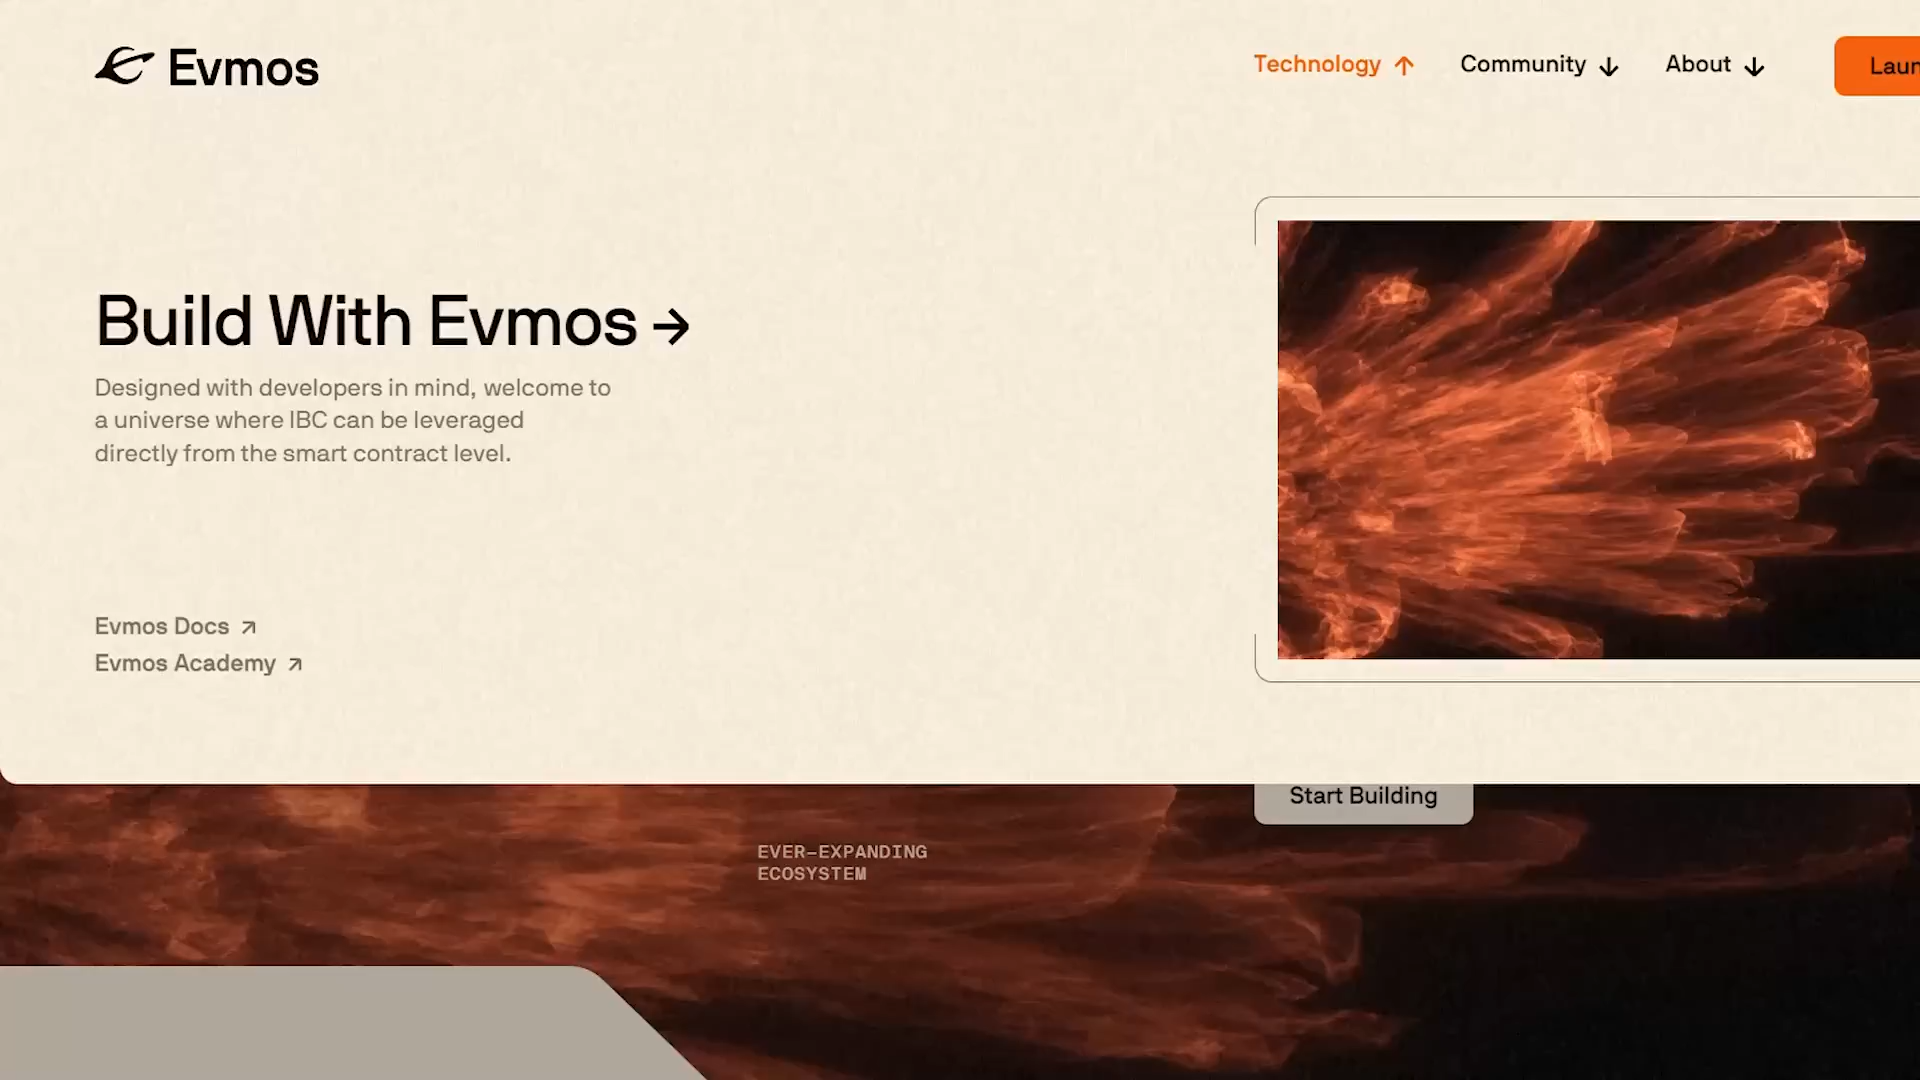 Evmos
Technology
Community
About
Laun
Build With Evmos
Designed with developers in mind, welcome to
a universe where IBC can be leveraged
directly from the smart contract level.
Evmos Docs
Evmos Academy
Start Building
EVER-EXPANDING
ECOSYSTEM